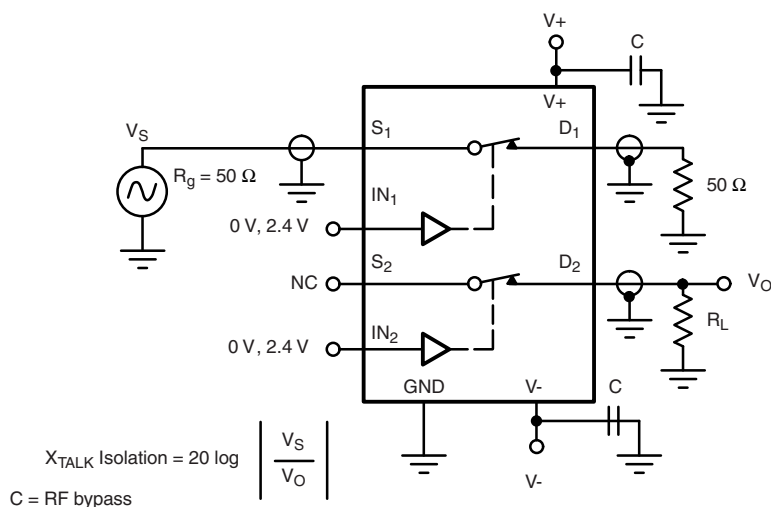 V+
C
V+
VS
S1
D1
Rg = 50 Ω
50 Ω
IN1
0 V, 2.4 V
S2
D2
NC
VO
IN2
RL
0 V, 2.4 V
GND
V-
C
XTALK Isolation = 20 log | VS / VO |
V-
C = RF bypass